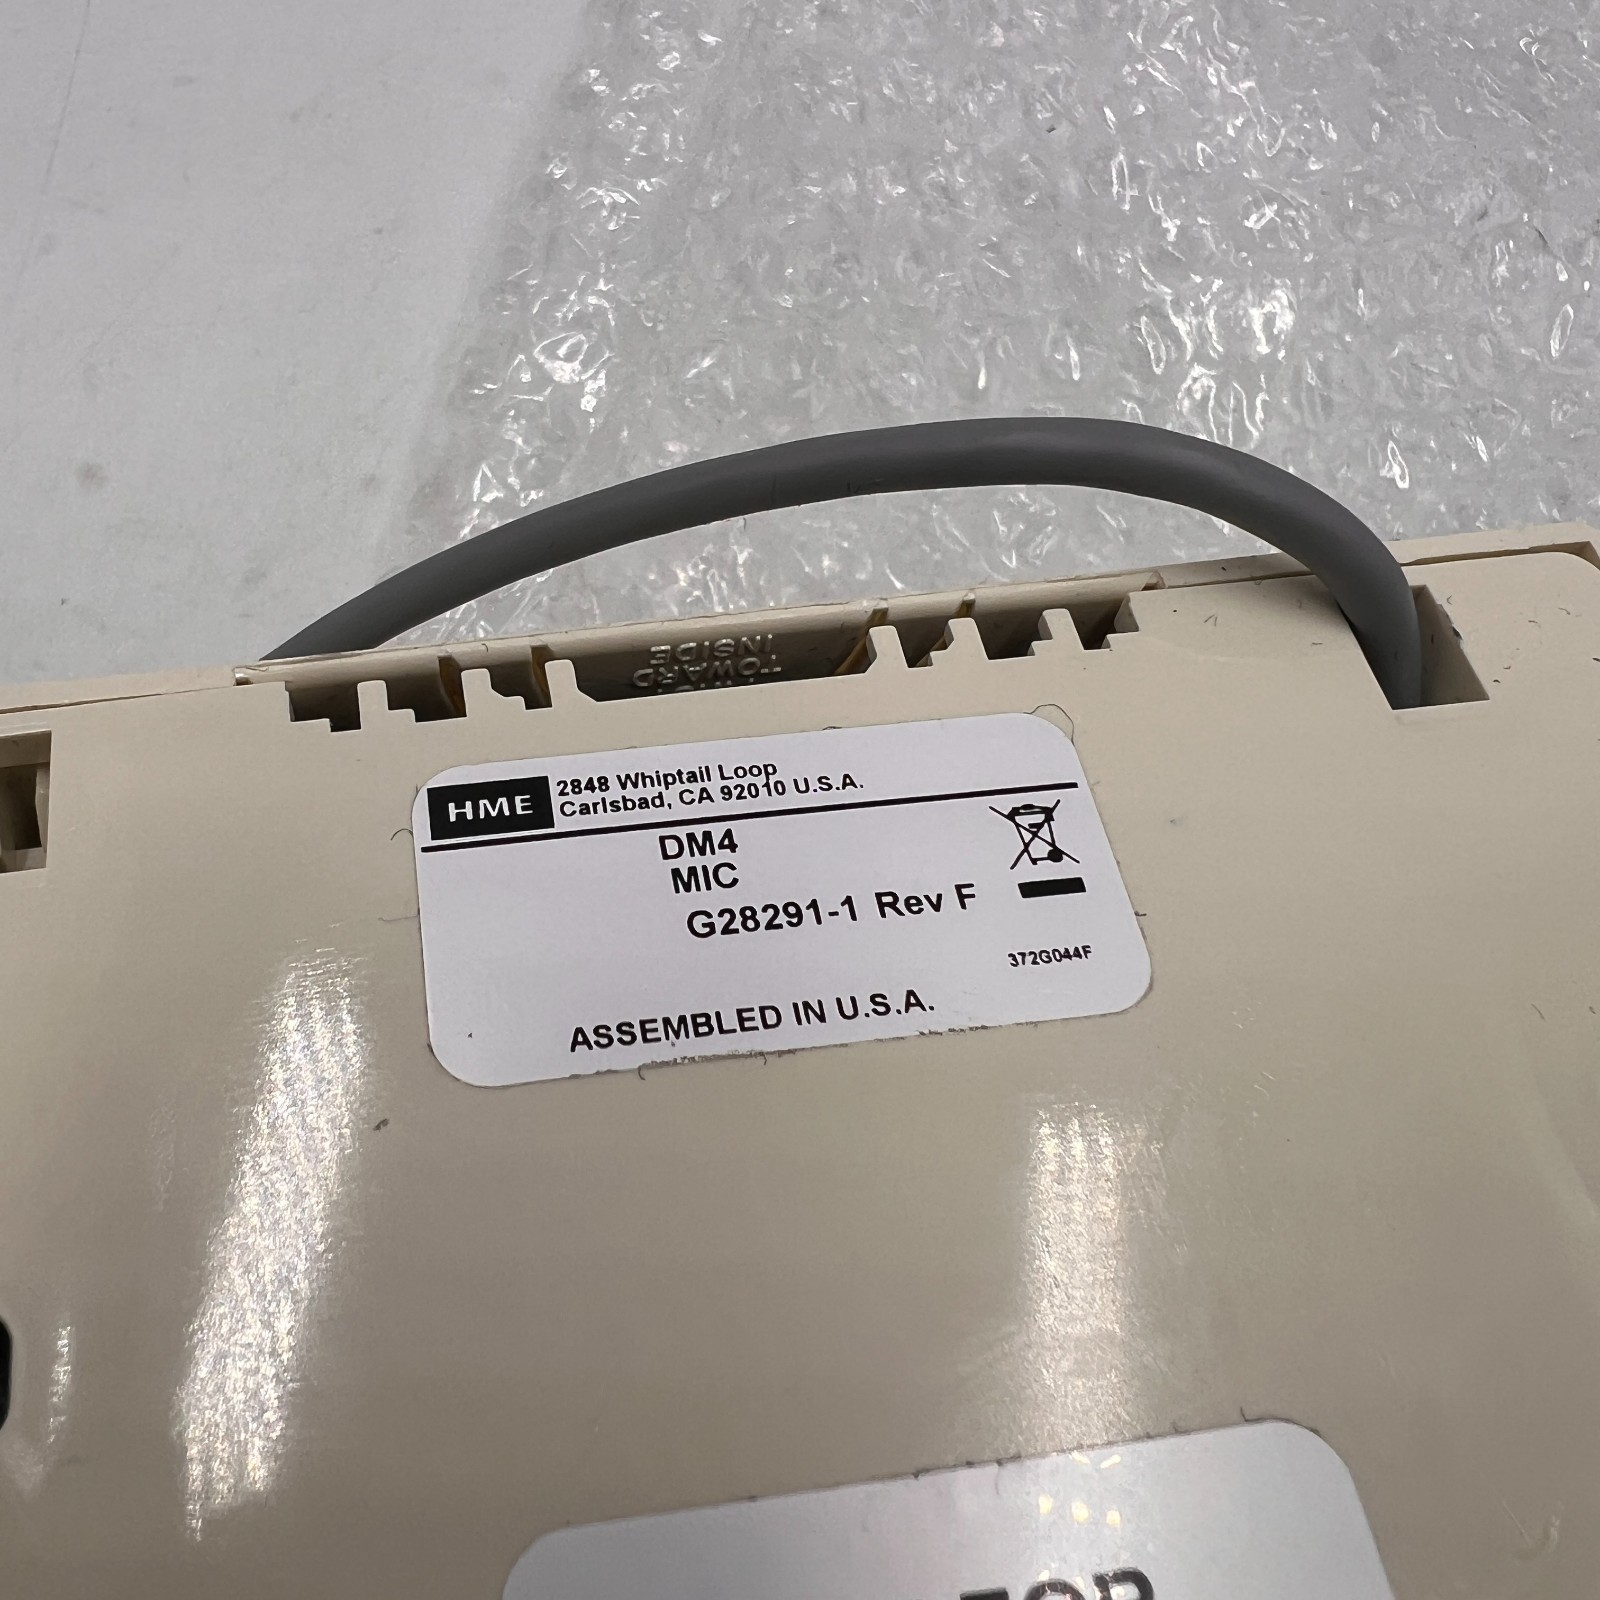 TOWARD
INSIDE
HME
2848 Whiptail Loop
Carlsbad, CA 92010 U.S.A.
DM4
MIC
G28291-1 Rev F
372G044F
ASSEMBLED IN U.S.A.